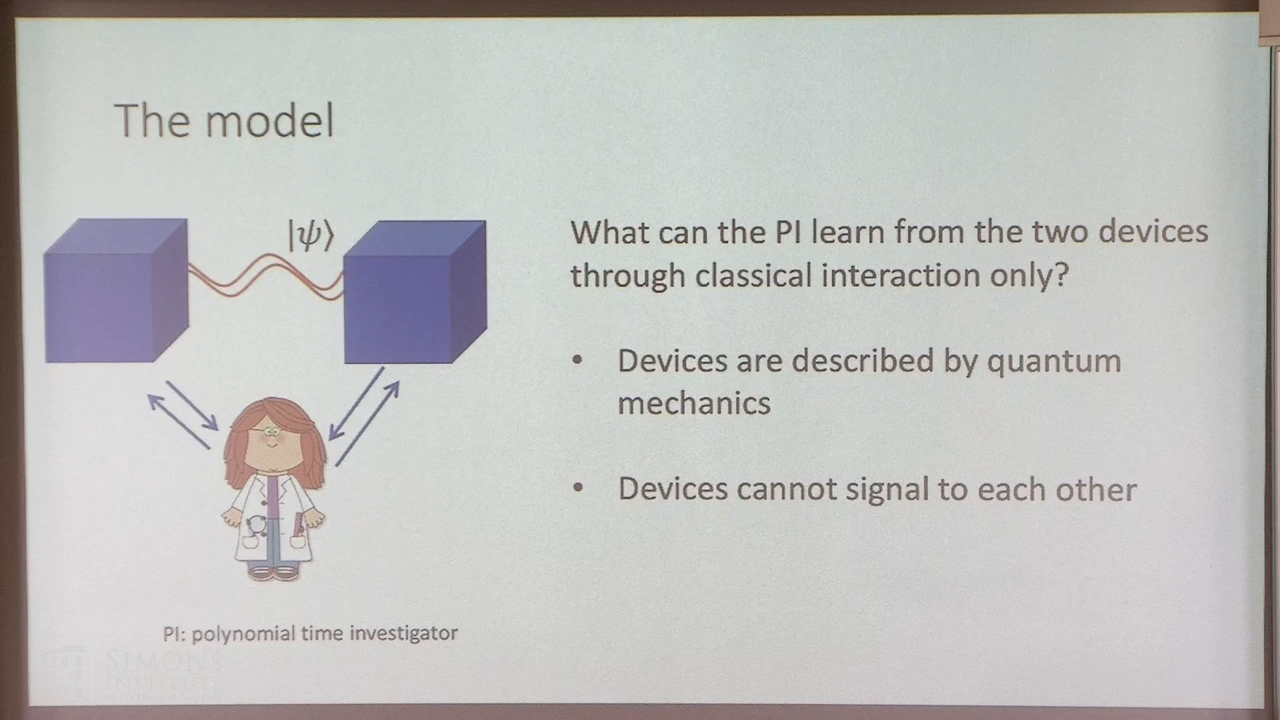 The model
|ψ⟩
What can the PI learn from the two devices
through classical interaction only?
• Devices are described by quantum
mechanics
• Devices cannot signal to each other
PI: polynomial time investigator
SIMONS
INSTITUTE